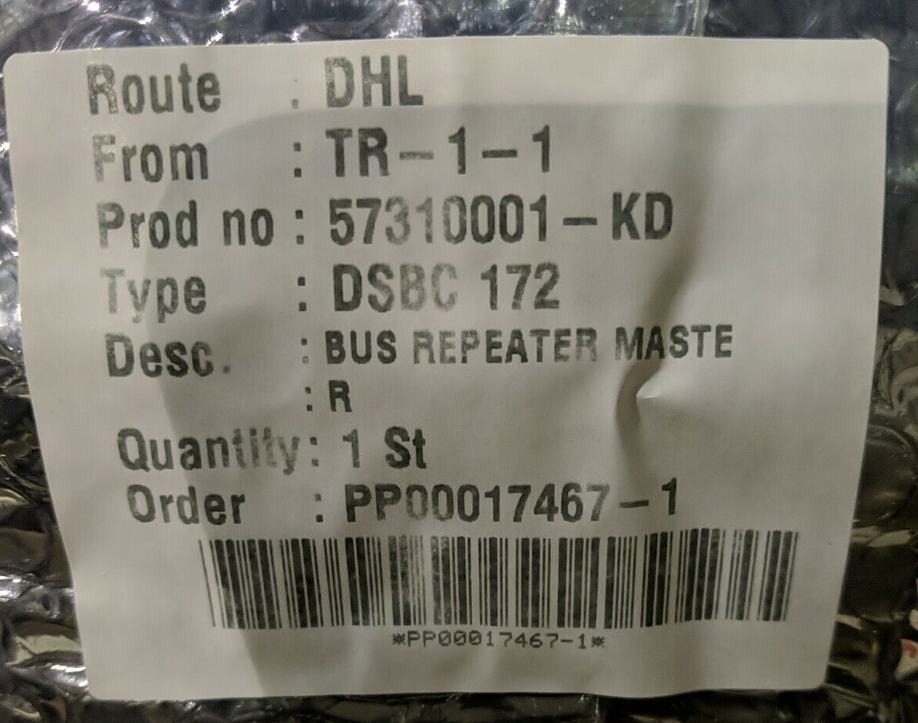 Route : DHL
From : TR-1-1
Prod no : 57310001-KD
Type : DSBC 172
Desc. : BUS REPEATER MASTE
: R
Quantity : 1 St
Order : PP00017467-1
*PP00017467-1*